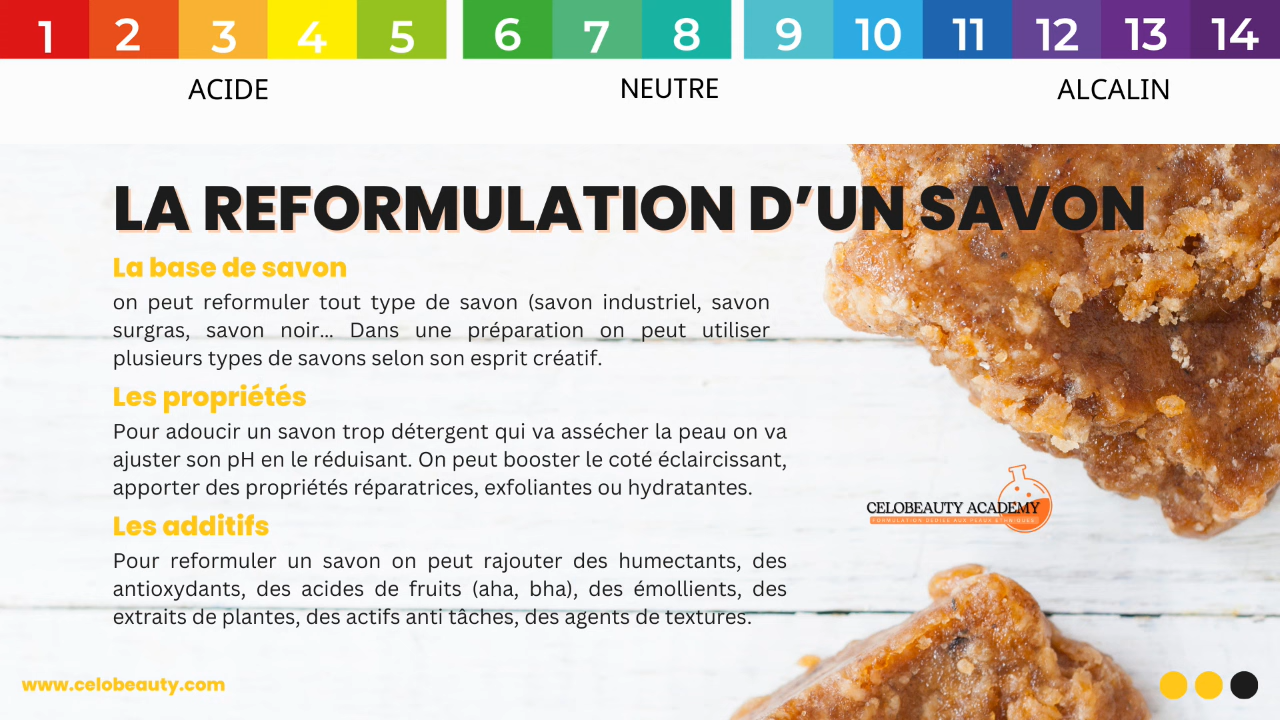 1 2 3 4 5 6 7 8 9 10 11 12 13 14
ACIDE NEUTRE ALCALIN
LA REFORMULATION D’UN SAVON
La base de savon
on peut reformuler tout type de savon (savon industriel, savon
surgras, savon noir... Dans une préparation on peut utiliser
plusieurs types de savons selon son esprit créatif.
Les propriétés
Pour adoucir un savon trop détergent qui va assécher la peau on va
ajuster son pH en le réduisant. On peut booster le coté éclaircissant,
apporter des propriétés réparatrices, exfoliantes ou hydratantes.
CELOBEAUTY ACADEMY
FORMULATION DÉDIÉE AUX PEAUX ETHNIQUES
Les additifs
Pour reformuler un savon on peut rajouter des humectants, des
antioxydants, des acides de fruits (aha, bha), des émollients, des
extraits de plantes, des actifs anti tâches, des agents de textures.
www.celobeauty.com